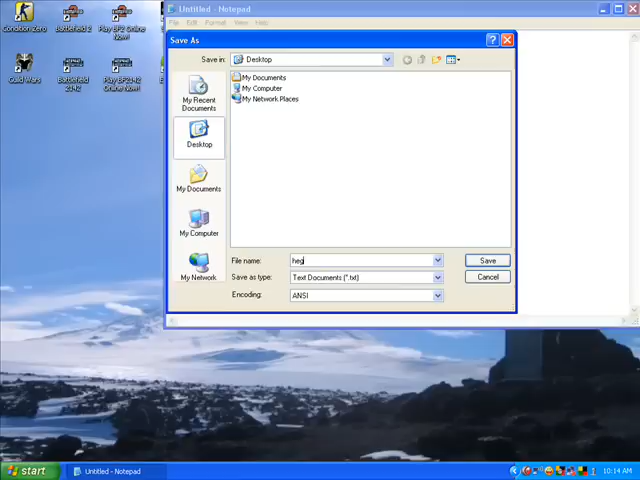 Condition Zero
Battlefield 2
Play BF2 Online Now!
Guild Wars
Battlefield 2142
Play BF2142 Online Now!
Untitled - Notepad
File Edit Format View Help
Save As
Save in:
Desktop
My Recent Documents
Desktop
My Documents
My Computer
My Network
My Documents
My Computer
My Network Places
File name:
heg
Save
Save as type:
Text Documents (*.txt)
Cancel
Encoding:
ANSI
start
Untitled - Notepad
10:14 AM